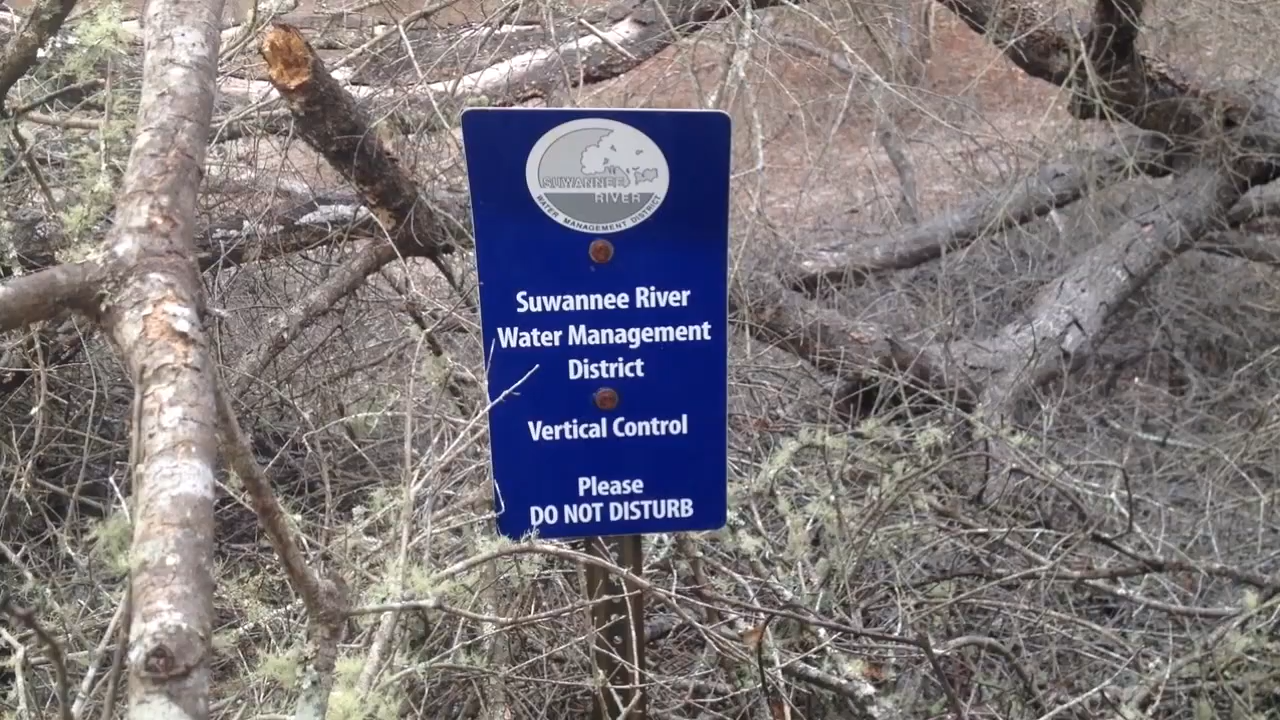 SUWANNEE
RIVER
WATER MANAGEMENT DISTRICT
Suwannee River
Water Management
District
Vertical Control
Please
DO NOT DISTURB